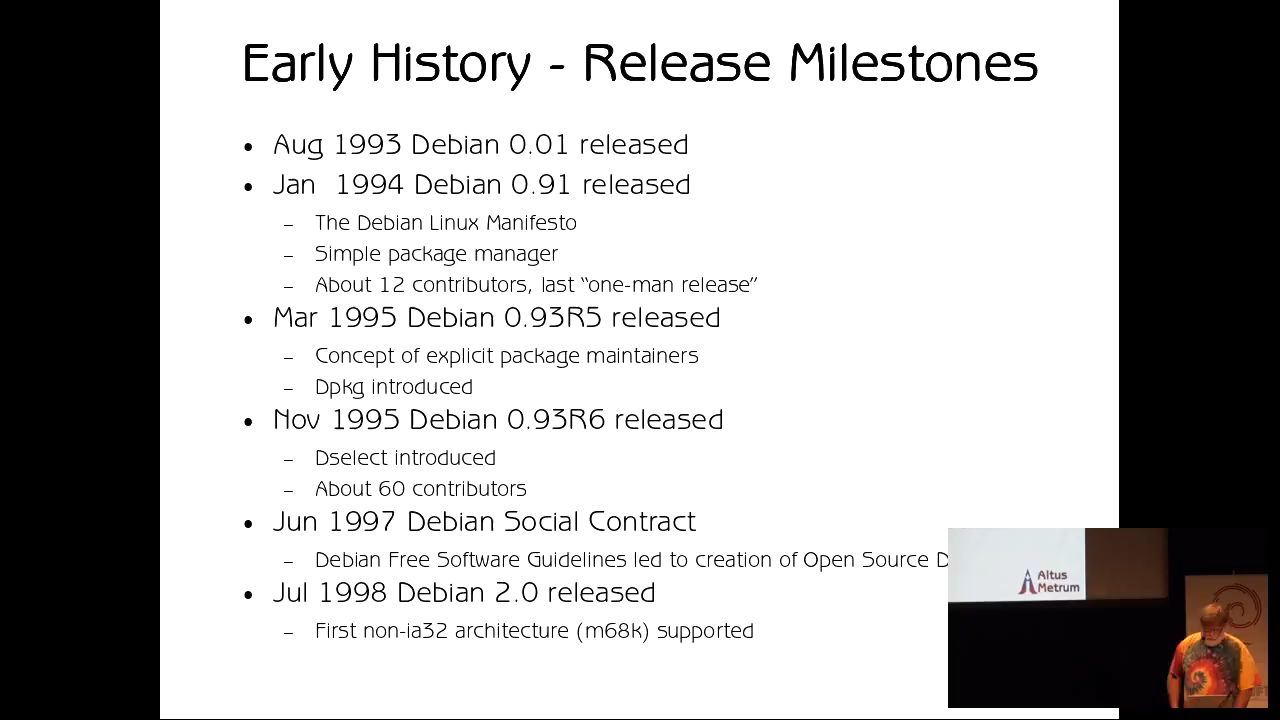 Early History - Release Milestones
• Aug 1993 Debian 0.01 released
• Jan 1994 Debian 0.91 released
– The Debian Linux Manifesto
– Simple package manager
– About 12 contributors, last “one-man release”
• Mar 1995 Debian 0.93R5 released
– Concept of explicit package maintainers
– Dpkg introduced
• Nov 1995 Debian 0.93R6 released
– Dselect introduced
– About 60 contributors
• Jun 1997 Debian Social Contract
– Debian Free Software Guidelines led to creation of Open Source D
• Jul 1998 Debian 2.0 released
– First non-ia32 architecture (m68k) supported
Altus
Metrum